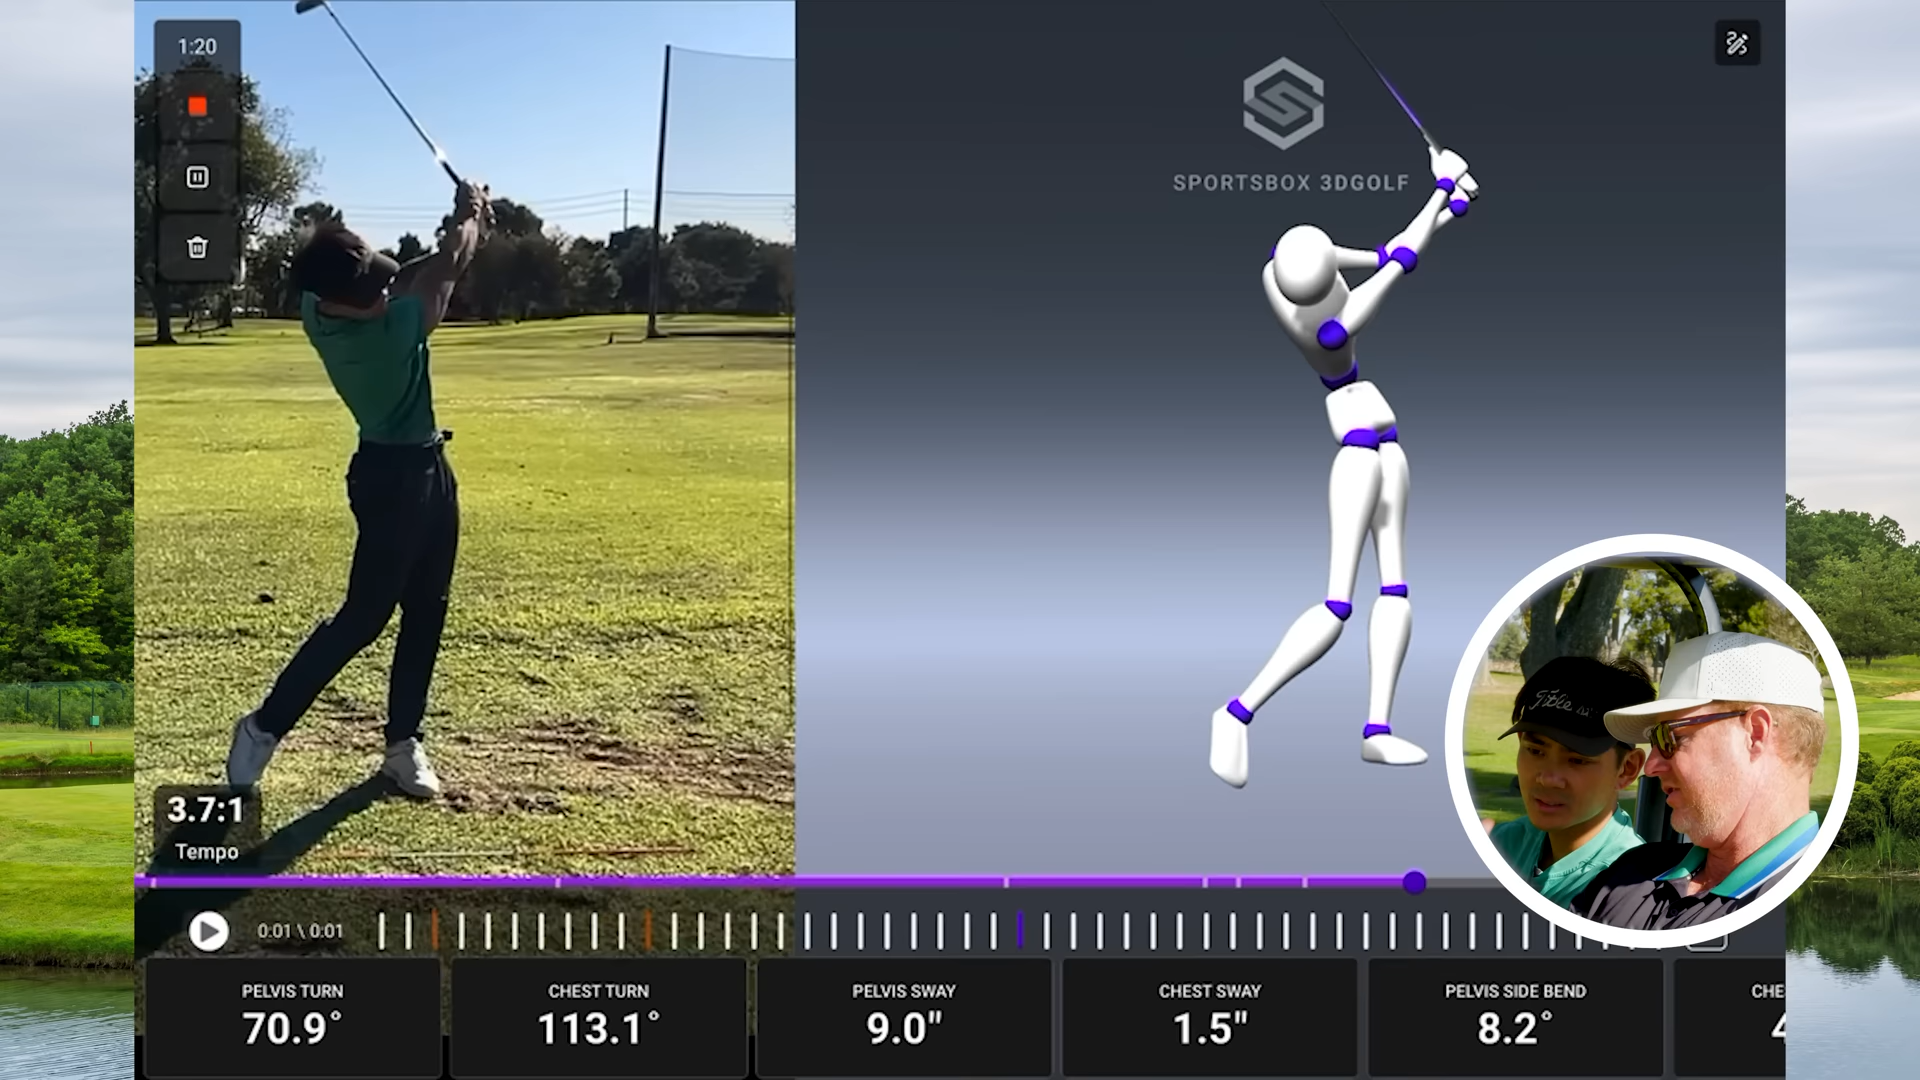 1:20
SPORTSBOX 3DGOLF
3.7:1
Tempo
0:01 \ 0:01
PELVIS TURN
70.9°
CHEST TURN
113.1°
PELVIS SWAY
9.0"
CHEST SWAY
1.5"
PELVIS SIDE BEND
8.2°
CHE
4